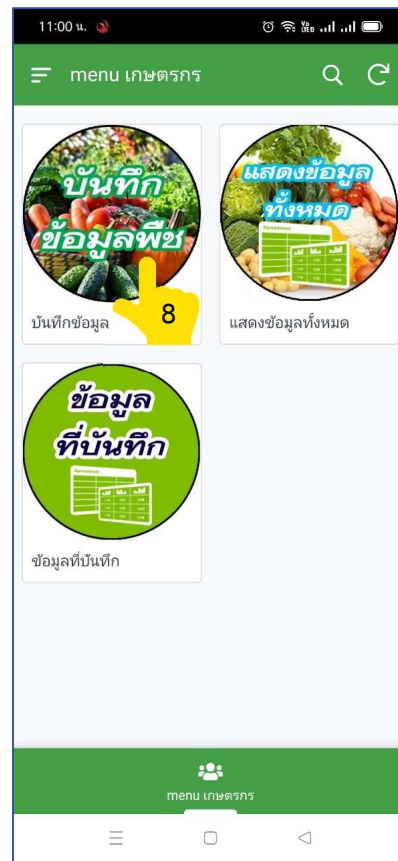 11:00 น.
menu เกษตรกร
บันทึก
ข้อมูลพืช
แสดงข้อมูล
ทั้งหมด
8
บันทึกข้อมูล
แสดงข้อมูลทั้งหมด
ข้อมูล
ที่บันทึก
ข้อมูลที่บันทึก
menu เกษตรกร